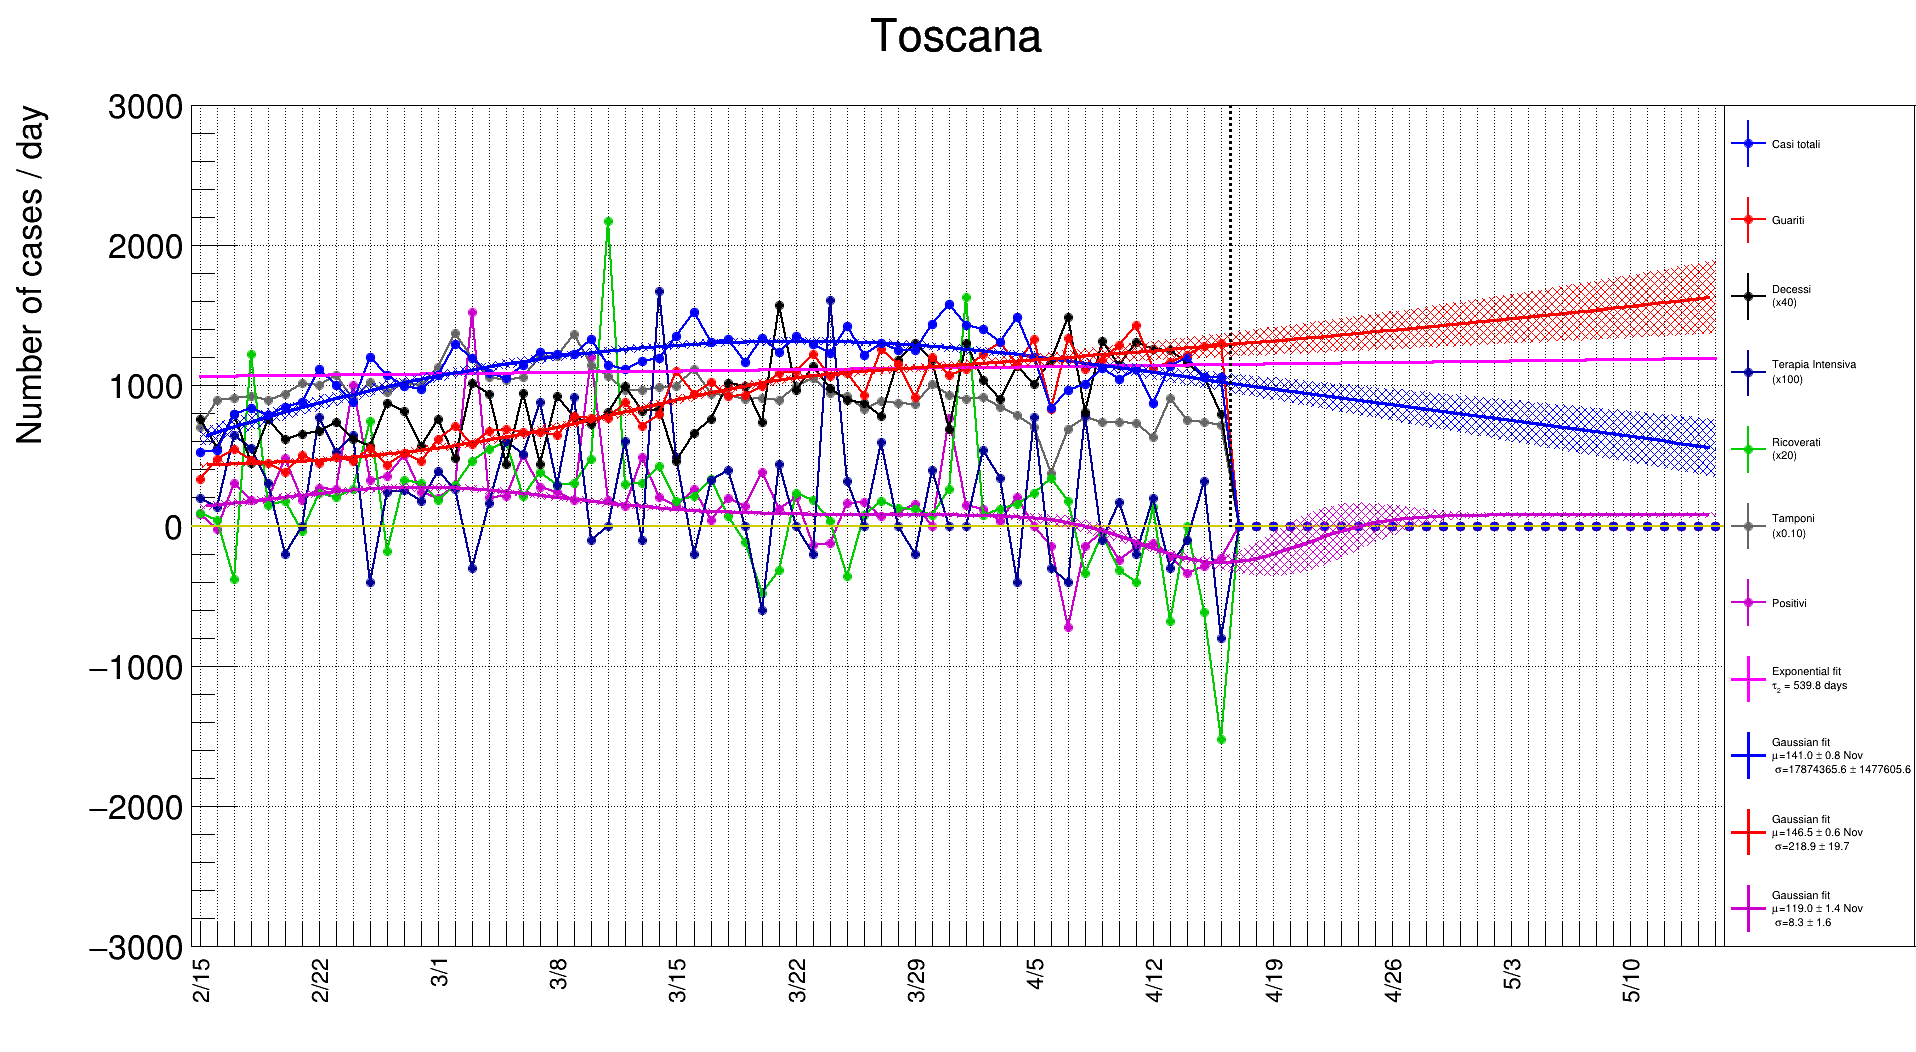 Toscana
Number of cases / day
3000
2000
1000
0
−1000
−2000
−3000
2/15
2/22
3/1
3/8
3/15
3/22
3/29
4/5
4/12
4/19
4/26
5/3
5/10
Casi totali
Guariti
Decessi
(x40)
Terapia Intensiva
(x100)
Ricoverati
(x20)
Tamponi
(x0.10)
Positivi
Exponential fit
τ₂ = 539.8 days
Gaussian fit
μ=141.0 ± 0.8 Nov
σ=17874365.6 ± 1477605.6
Gaussian fit
μ=146.5 ± 0.6 Nov
σ=218.9 ± 19.7
Gaussian fit
μ=119.0 ± 1.4 Nov
σ=8.3 ± 1.6